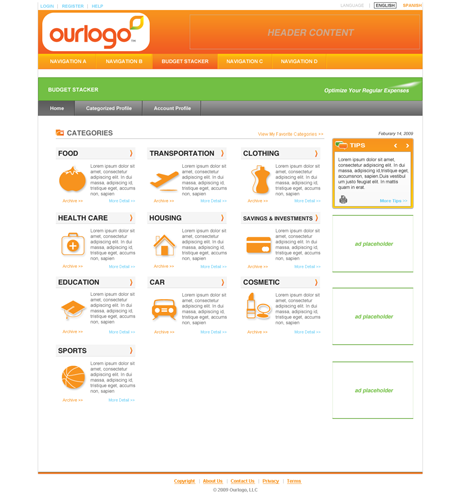 LOGIN | REGISTER | HELP
LANGUAGE : ENGLISH SPANISH
ourlogo™
HEADER CONTENT
NAVIGATION A NAVIGATION B BUDGET STACKER NAVIGATION C NAVIGATION D
BUDGET STACKER
Optimize Your Regular Expenses
Home Categorized Profile Account Profile
CATEGORIES
View My Favorite Categories >>
February 14, 2009
FOOD
Lorem ipsum dolor sit
amet, consectetur
adipiscing elit. In dui
massa, adipiscing id,
tristique eget, accums
non, sapien
Archive >> More Detail >>
TRANSPORTATION
Lorem ipsum dolor sit
amet, consectetur
adipiscing elit. In dui
massa, adipiscing id,
tristique eget, accums
non, sapien
Archive >> More Detail >>
CLOTHING
Lorem ipsum dolor sit
amet, consectetur
adipiscing elit. In dui
massa, adipiscing id,
tristique eget, accums
non, sapien
Archive >> More Detail >>
TIPS
Lorem ipsum dolor sit amet,
consectetur adipiscing elit. In
dui massa, adipiscing id,
tristique eget,
accumsan non, sapien.Duis
vestibul um
rutrum elit. In mattis
quam in erat.
More Tips >>
HEALTH CARE
Lorem ipsum dolor sit
amet, consectetur
adipiscing elit. In dui
massa, adipiscing id,
tristique eget, accums
non, sapien
Archive >> More Detail >>
HOUSING
Lorem ipsum dolor sit
amet, consectetur
adipiscing elit. In dui
massa, adipiscing id,
tristique eget, accums
non, sapien
Archive >> More Detail >>
SAVINGS & INVESTMENTS
Lorem ipsum dolor sit
amet, consectetur
adipiscing elit. In dui
massa, adipiscing id,
tristique eget, accums
non, sapien
Archive >> More Detail >>
ad placeholder
EDUCATION
Lorem ipsum dolor sit
amet, consectetur
adipiscing elit. In dui
massa, adipiscing id,
tristique eget, accums
non, sapien
Archive >> More Detail >>
CAR
Lorem ipsum dolor sit
amet, consectetur
adipiscing elit. In dui
massa, adipiscing id,
tristique eget, accums
non, sapien
Archive >> More Detail >>
COSMETIC
Lorem ipsum dolor sit
amet, consectetur
adipiscing elit. In dui
massa, adipiscing id,
tristique eget, accums
non, sapien
Archive >> More Detail >>
ad placeholder
SPORTS
Lorem ipsum dolor sit
amet, consectetur
adipiscing elit. In dui
massa, adipiscing id,
tristique eget, accums
non, sapien
Archive >> More Detail >>
ad placeholder
Copyright | About Us | Contact Us | Privacy | Terms
© 2009 Ourlogo, LLC